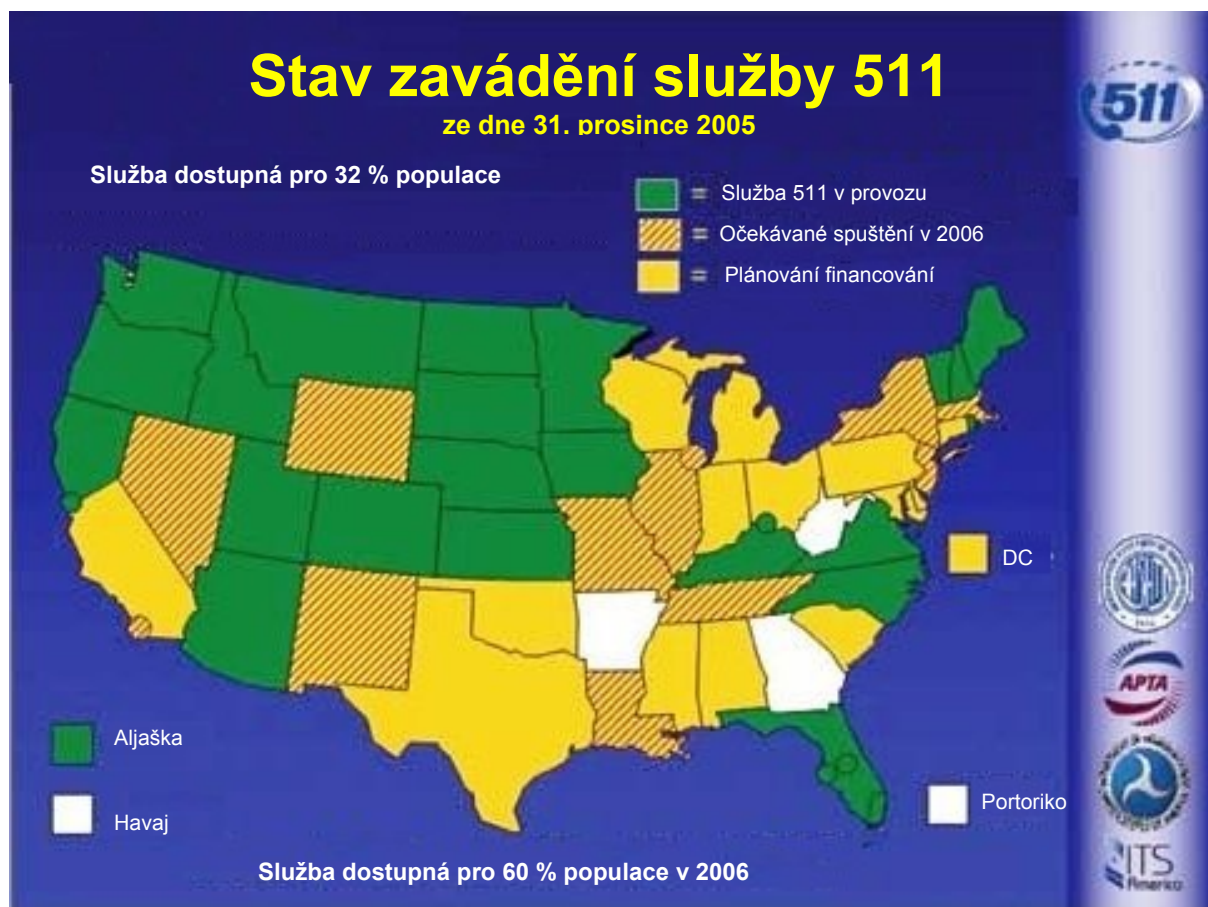 Stav zavádění služby 511
ze dne 31. prosince 2005
511
Služba dostupná pro 32 % populace
= Služba 511 v provozu
= Očekávané spuštění v 2006
= Plánování financování
DC
APTA
Aljaška
Havaj
Portoriko
ITS
America
Služba dostupná pro 60 % populace v 2006